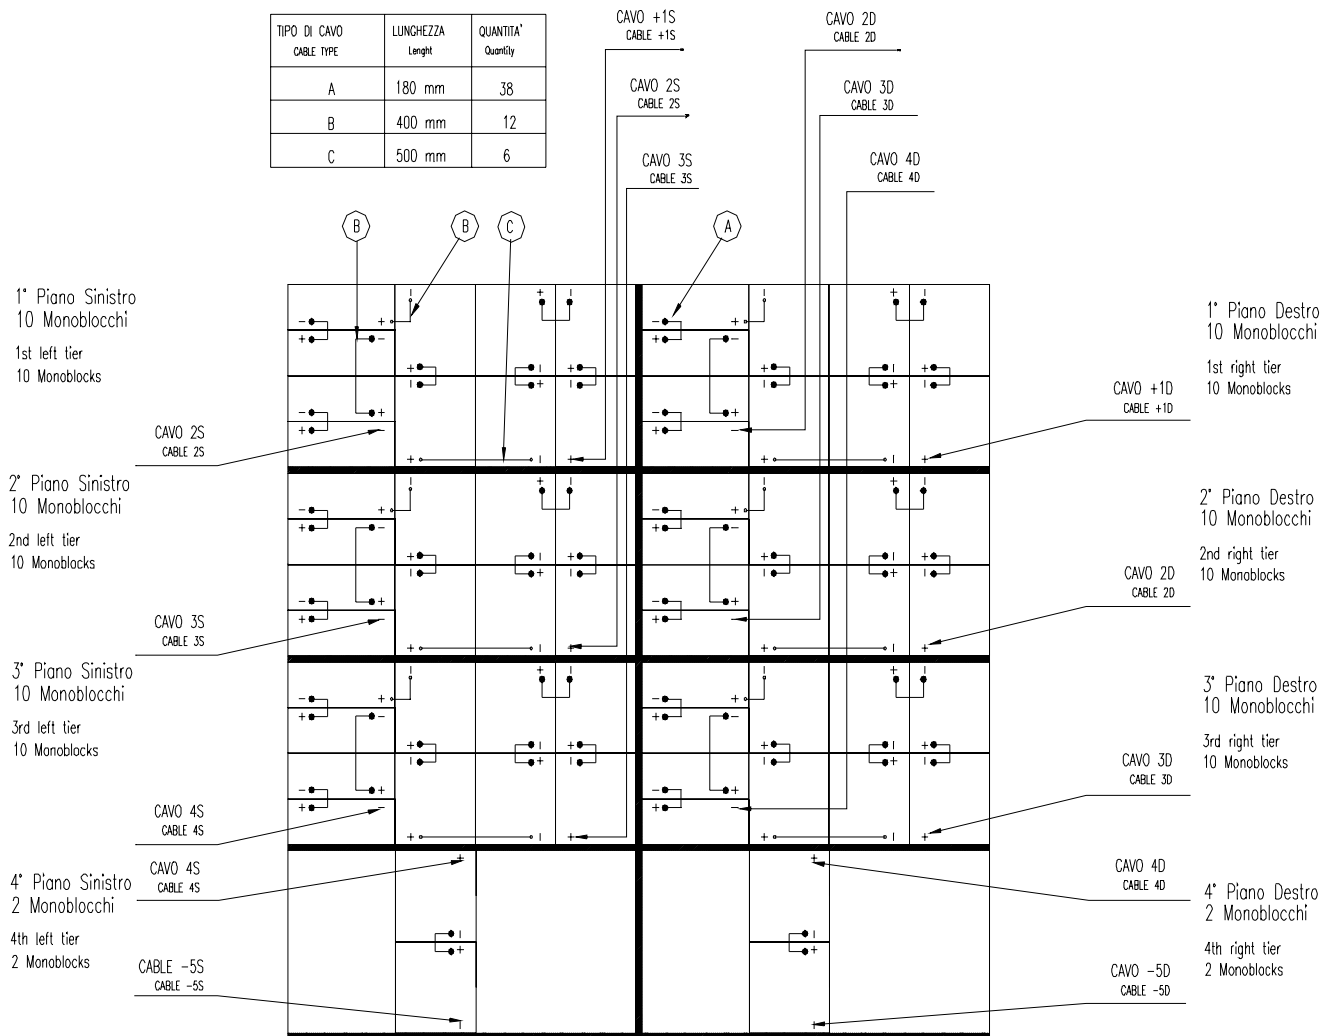 TIPO DI CAVO LUNCHEZZA QUANTITA'
CABLE TYPE Lenght Quantity
A 180 mm 38
B 400 mm 12
C 500 mm 6
CAVO +1S
CABLE +1S
CAVO 2S
CABLE 2S
CAVO 3S
CABLE 3S
CAVO 2D
CABLE 2D
CAVO 3D
CABLE 3D
CAVO 4D
CABLE 4D
B B C A
1° Piano Sinistro
10 Monoblocchi
1st left tier
10 Monoblocks
CAVO 2S
CABLE 2S
2° Piano Sinistro
10 Monoblocchi
2nd left tier
10 Monoblocks
CAVO 3S
CABLE 3S
3° Piano Sinistro
10 Monoblocchi
3rd left tier
10 Monoblocks
CAVO 4S
CABLE 4S
CAVO 4S
CABLE 4S
4° Piano Sinistro
2 Monoblocchi
4th left tier
2 Monoblocks
CABLE -5S
CABLE -5S
1° Piano Destro
10 Monoblocchi
1st right tier
10 Monoblocks
CAVO +1D
CABLE +1D
2° Piano Destro
10 Monoblocchi
2nd right tier
10 Monoblocks
CAVO 2D
CABLE 2D
3° Piano Destro
10 Monoblocchi
3rd right tier
10 Monoblocks
CAVO 3D
CABLE 3D
CAVO 4D
CABLE 4D
4° Piano Destro
2 Monoblocchi
4th right tier
2 Monoblocks
CAVO -5D
CABLE -5D